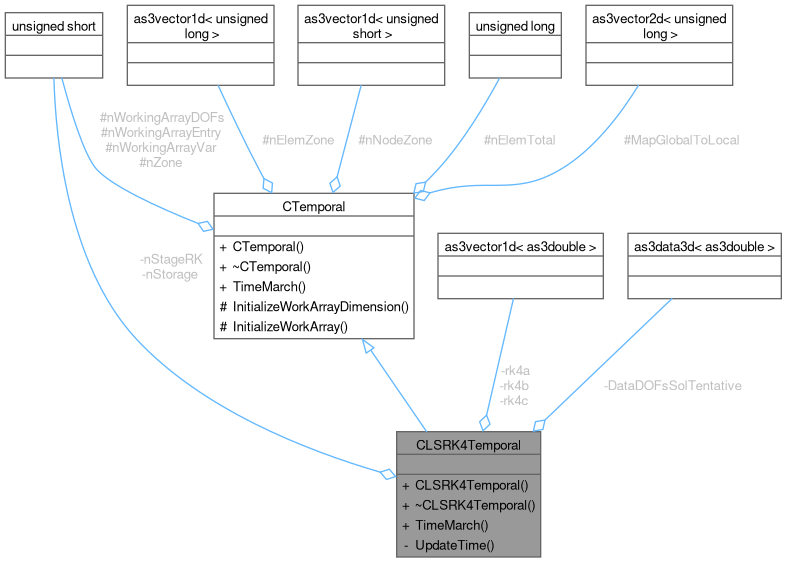 unsigned short
as3vector1d< unsigned
long >
as3vector1d< unsigned
short >
unsigned long
as3vector2d< unsigned
long >
#nWorkingArrayDOFs
#nWorkingArrayEntry
#nWorkingArrayVar
#nZone
#nElemZone
#nNodeZone
#nElemTotal
#MapGlobalToLocal
CTemporal
+ CTemporal()
+ ~CTemporal()
+ TimeMarch()
# InitializeWorkArrayDimension()
# InitializeWorkArray()
-nStageRK
-nStorage
as3vector1d< as3double >
as3data3d< as3double >
-rk4a
-rk4b
-rk4c
-DataDOFsSolTentative
CLSRK4Temporal
+ CLSRK4Temporal()
+ ~CLSRK4Temporal()
+ TimeMarch()
- UpdateTime()